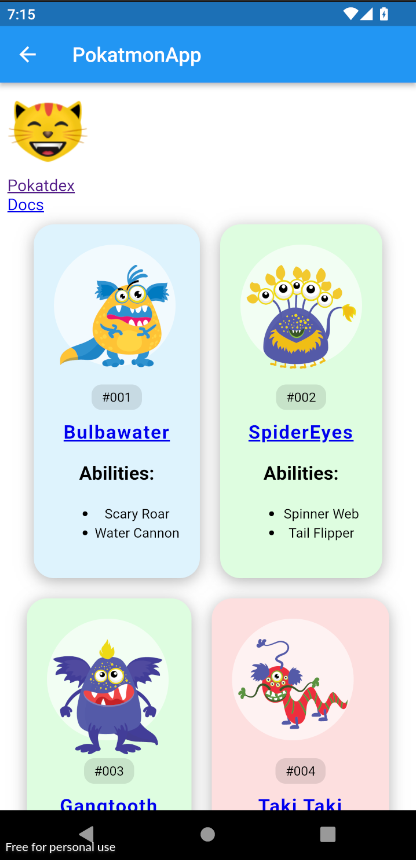 7:15
PokatmonApp
Pokatdex
Docs
#001
Bulbawater
Abilities:
Scary Roar
Water Cannon
#002
SpiderEyes
Abilities:
Spinner Web
Tail Flipper
#003
Gangtooth
#004
Taki Taki
Free for personal use